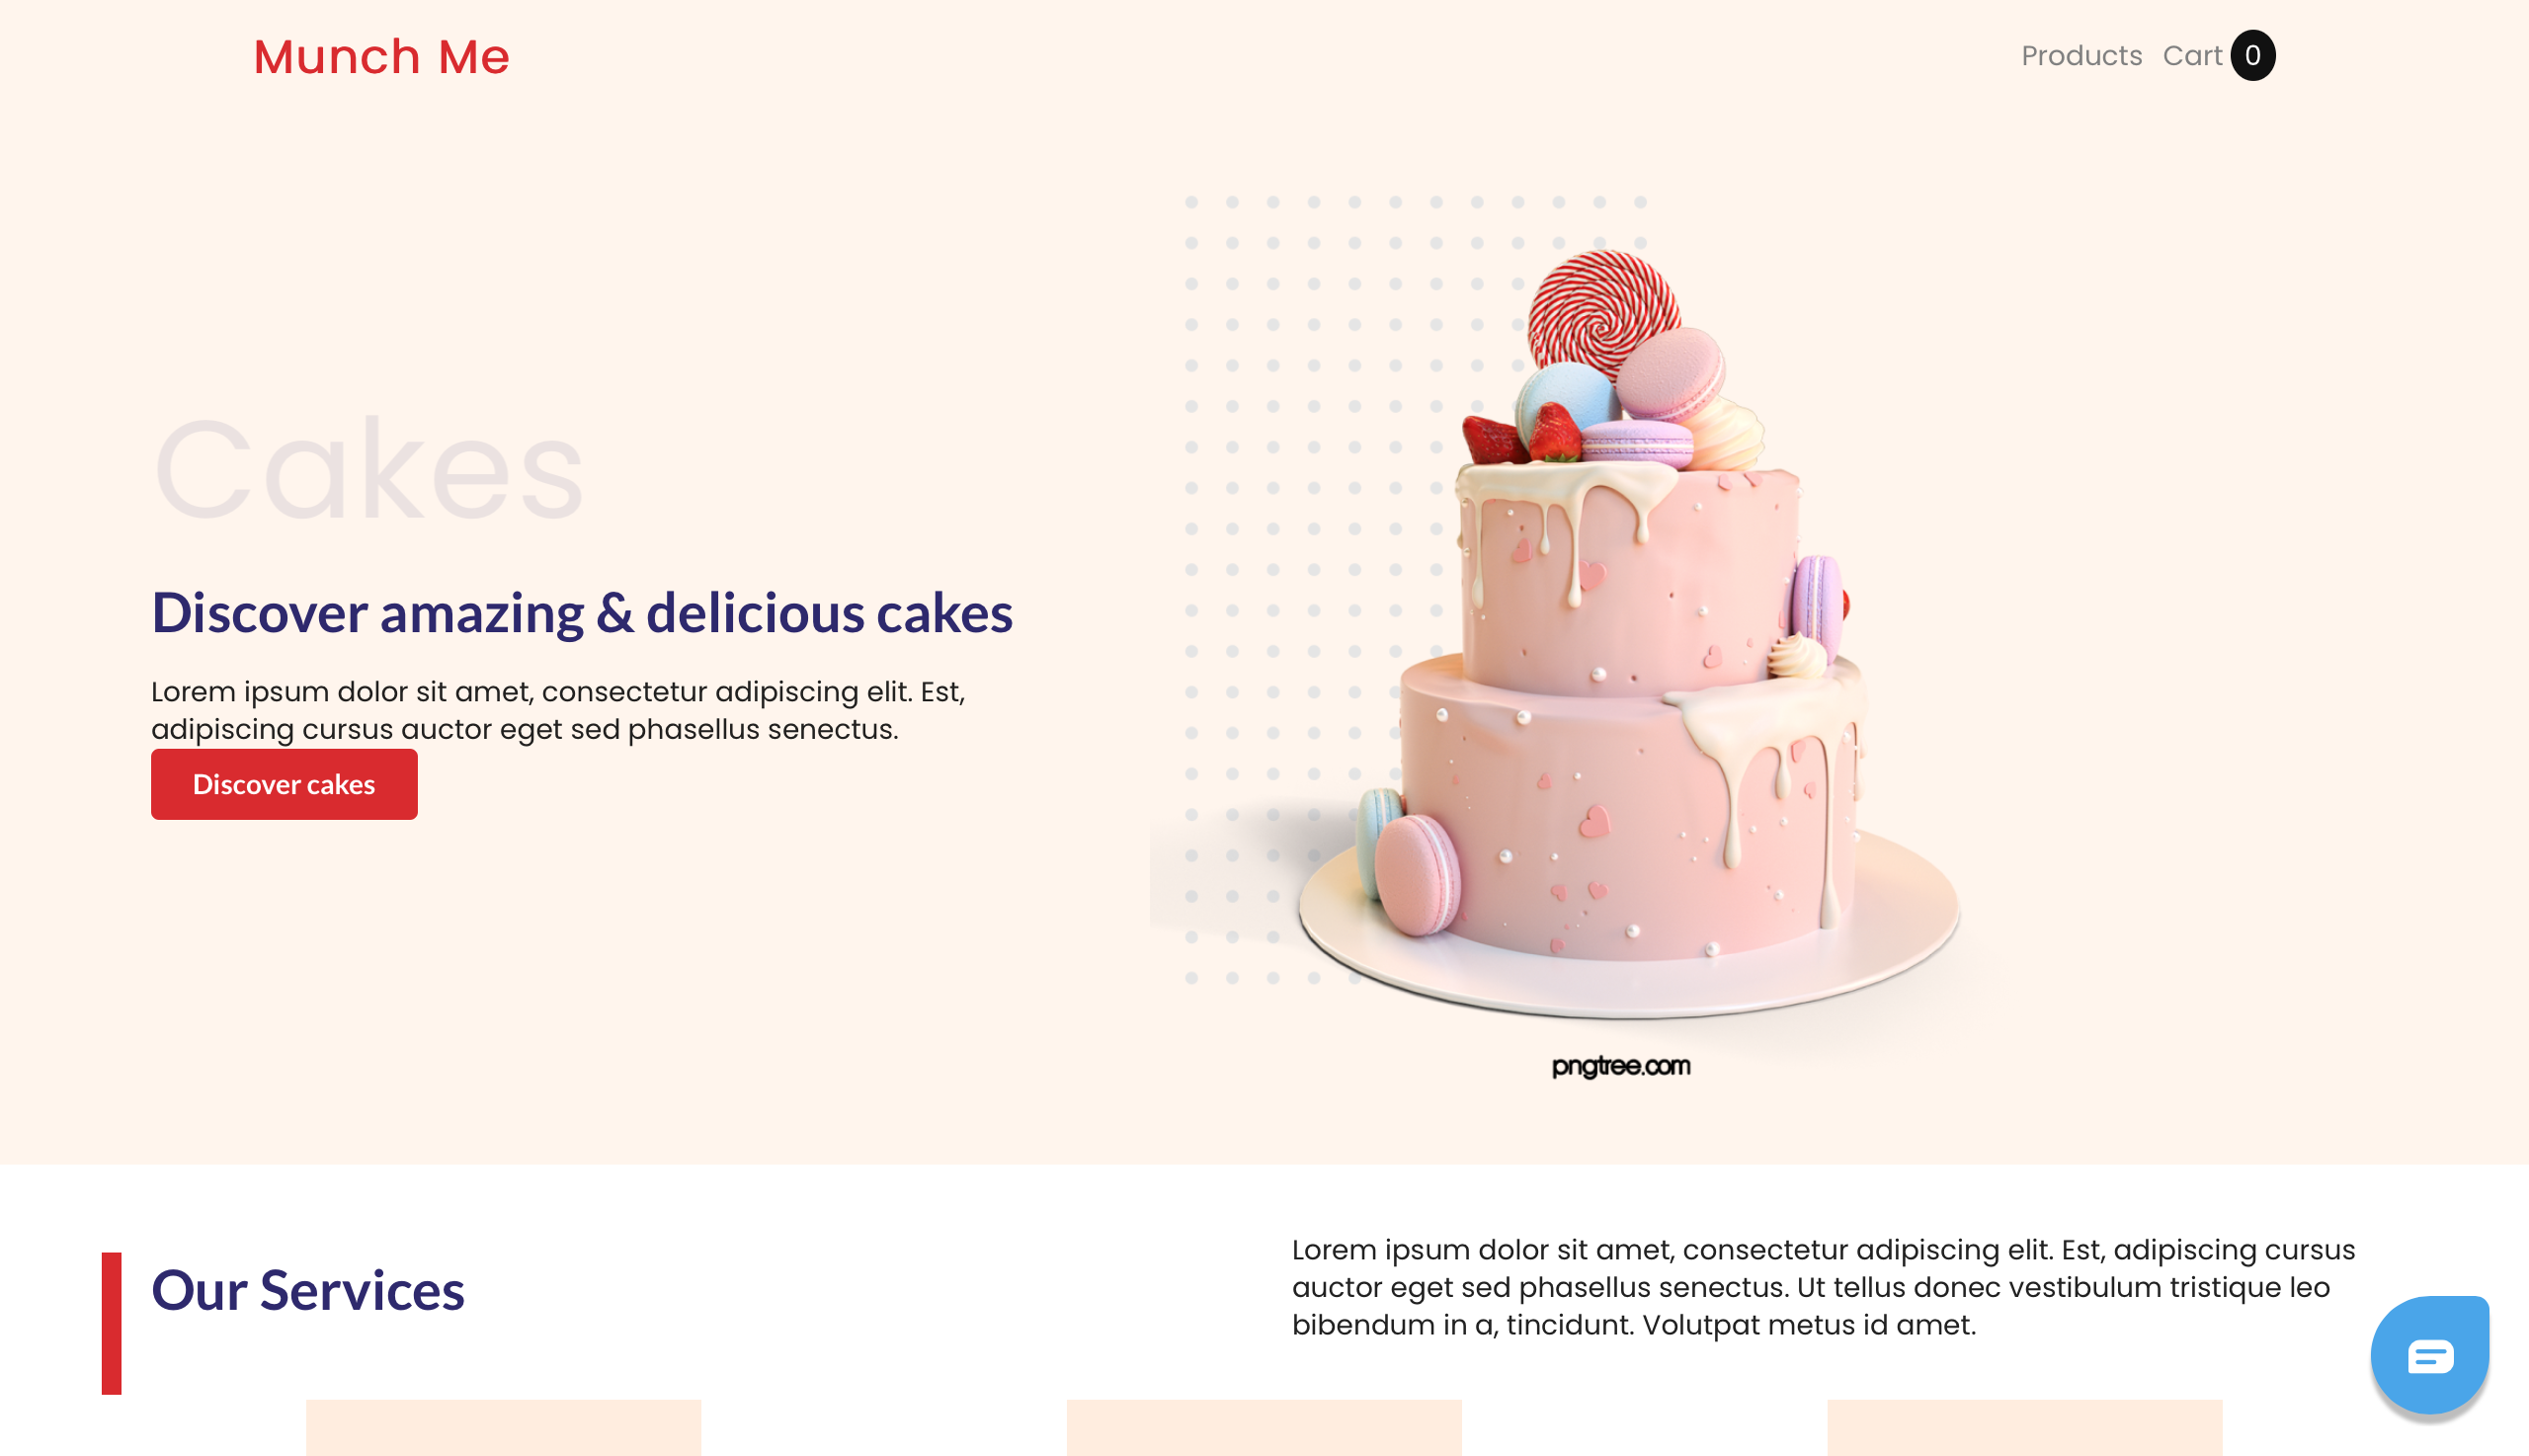 Munch Me
Products Cart 0
Cakes
Discover amazing & delicious cakes
Lorem ipsum dolor sit amet, consectetur adipiscing elit. Est,
adipiscing cursus auctor eget sed phasellus senectus.
Discover cakes
pngtree.com
Our Services
Lorem ipsum dolor sit amet, consectetur adipiscing elit. Est, adipiscing cursus
auctor eget sed phasellus senectus. Ut tellus donec vestibulum tristique leo
bibendum in a, tincidunt. Volutpat metus id amet.